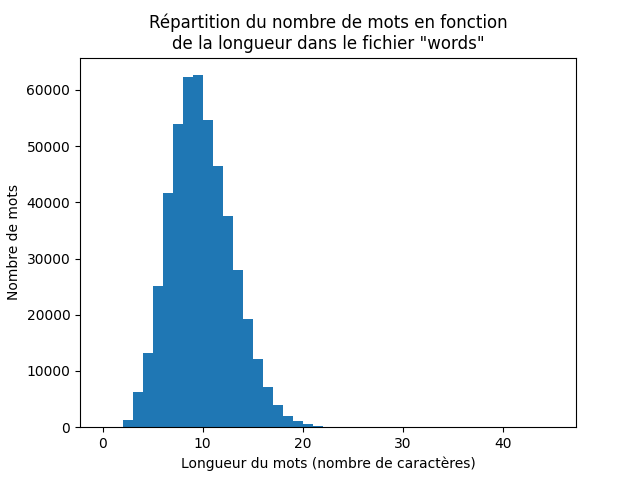 Répartition du nombre de mots en fonction
de la longueur dans le fichier "words"
60000
50000
40000
30000
20000
10000
0
Nombre de mots
0 10 20 30 40
Longueur du mots (nombre de caractères)